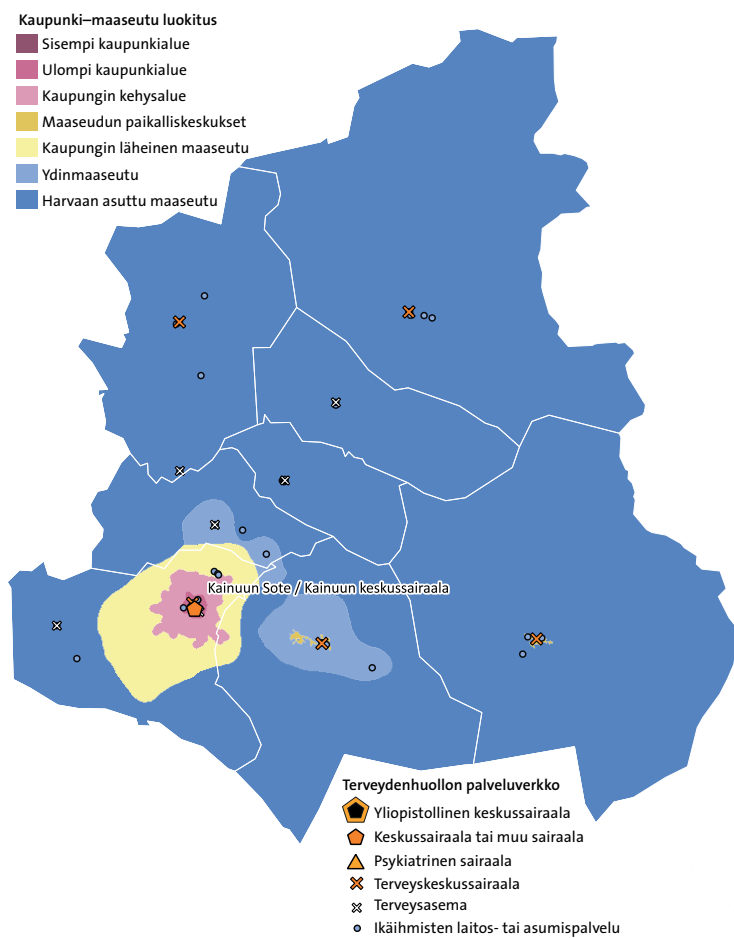 Kaupunki–maaseutu luokitus
Sisempi kaupunkialue
Ulompi kaupunkialue
Kaupungin kehysalue
Maaseudun paikalliskeskukset
Kaupungin läheinen maaseutu
Ydinmaaseutu
Harvaan asuttu maaseutu
Kainuun Sote / Kainuun keskussairaala
Terveydenhuollon palveluverkko
Yliopistollinen keskussairaala
Keskussairaala tai muu sairaala
Psykiatrinen sairaala
Terveyskeskussairaala
Terveysasema
Ikäihmisten laitos- tai asumispalvelu